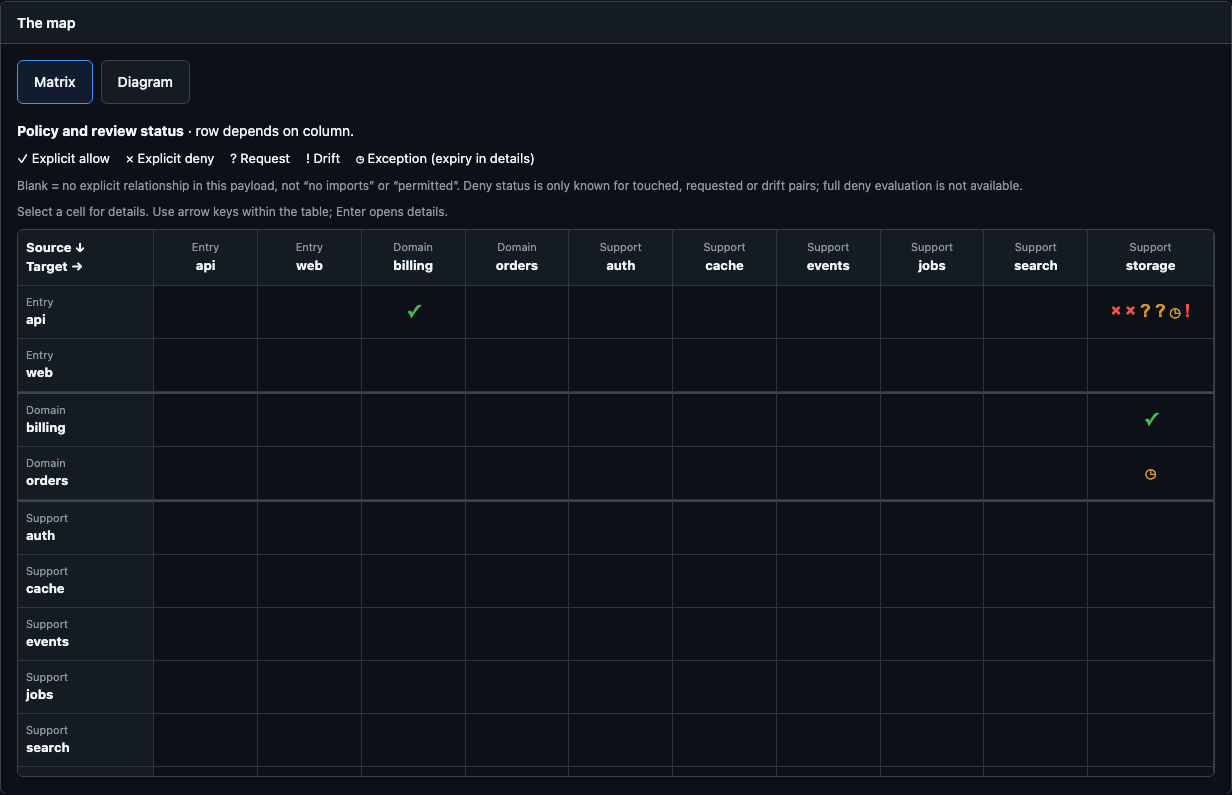 The map
Matrix Diagram
Policy and review status · row depends on column.
✓ Explicit allow × Explicit deny ? Request ! Drift ◷ Exception (expiry in details)
Blank = no explicit relationship in this payload, not “no imports” or “permitted”. Deny status is only known for touched, requested or drift pairs; full deny evaluation is not available.
Select a cell for details. Use arrow keys within the table; Enter opens details.
Source ↓ Entry Entry Domain Domain Support Support Support Support Support Support
Target → api web billing orders auth cache events jobs search storage
Entry
api ✓ × × ? ? ◷ !
Entry
web
Domain
billing ✓
Domain
orders ◷
Support
auth
Support
cache
Support
events
Support
jobs
Support
search